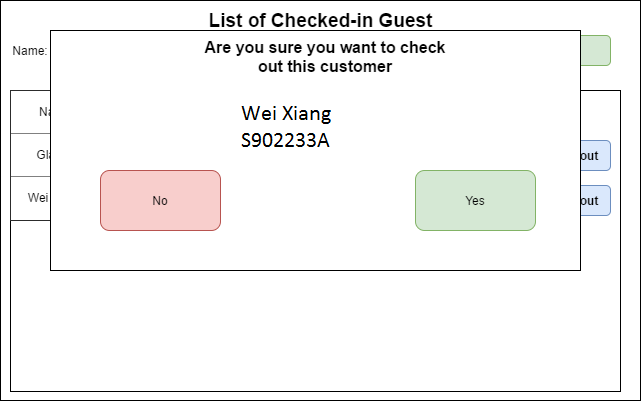 List of Checked-in Guest
Name:
Are you sure you want to check
out this customer
Wei Xiang
S902233A
No
Yes
Wei
out
out